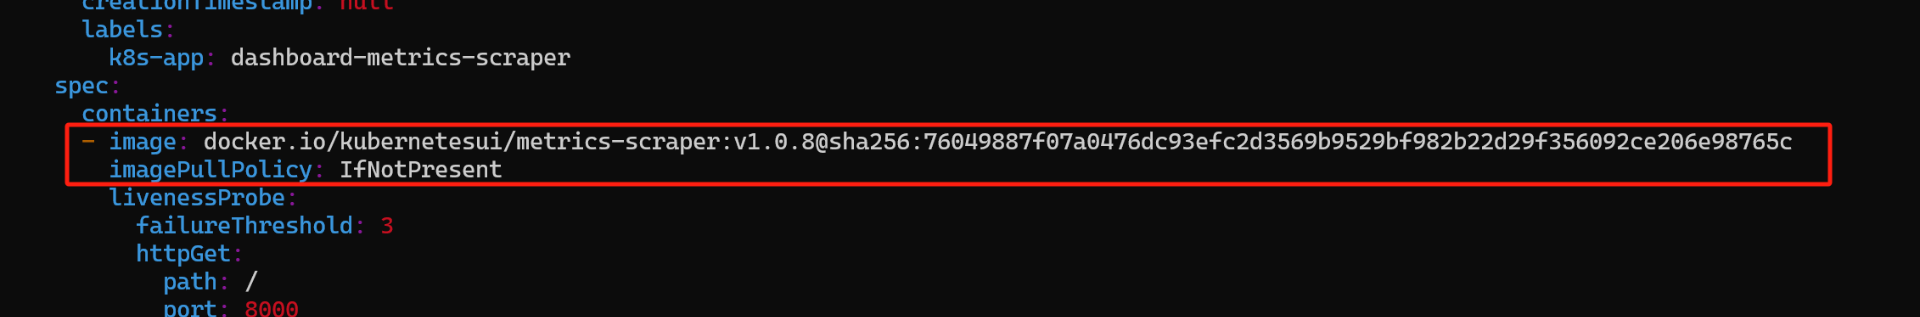 creationTimestamp: null
labels:
k8s-app: dashboard-metrics-scraper
spec:
containers:
- image: docker.io/kubernetesui/metrics-scraper:v1.0.8@sha256:76049887f07a0476dc93efc2d3569b9529bf982b22d29f356092ce206e98765c
imagePullPolicy: IfNotPresent
livenessProbe:
failureThreshold: 3
httpGet:
path: /
port: 8000